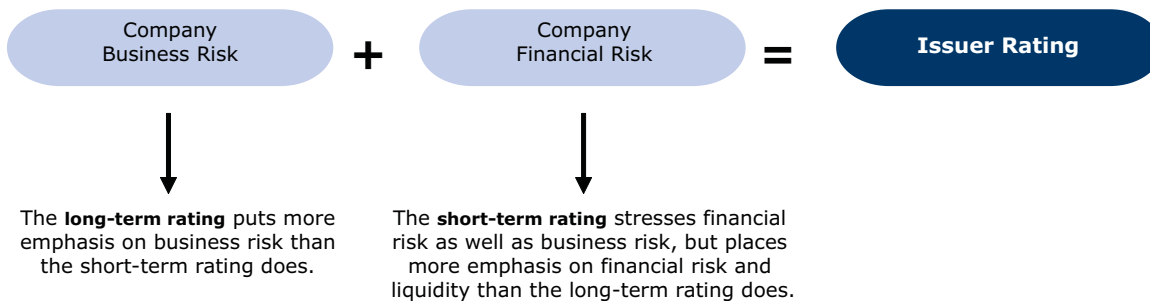 Company
Business Risk
+
Company
Financial Risk
=
Issuer Rating
The long-term rating puts more
emphasis on business risk than
the short-term rating does.
The short-term rating stresses financial
risk as well as business risk, but places
more emphasis on financial risk and
liquidity than the long-term rating does.